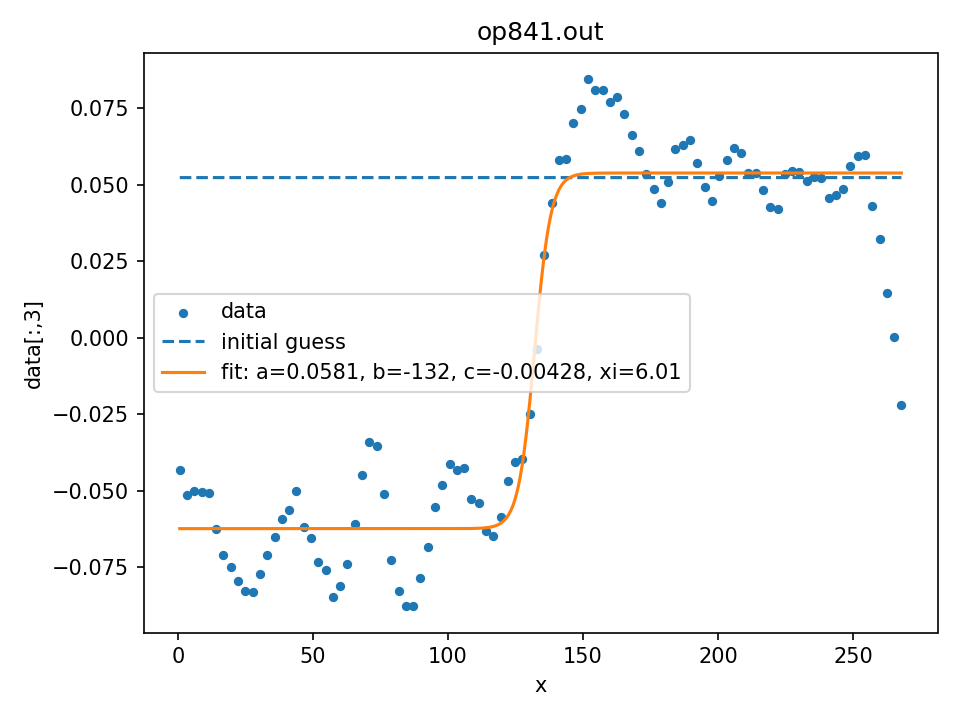 op841.out
0.075
0.050
0.025
0.000
−0.025
−0.050
−0.075
data[:,3]
data
initial guess
fit: a=0.0581, b=-132, c=-0.00428, xi=6.01
0 50 100 150 200 250
x